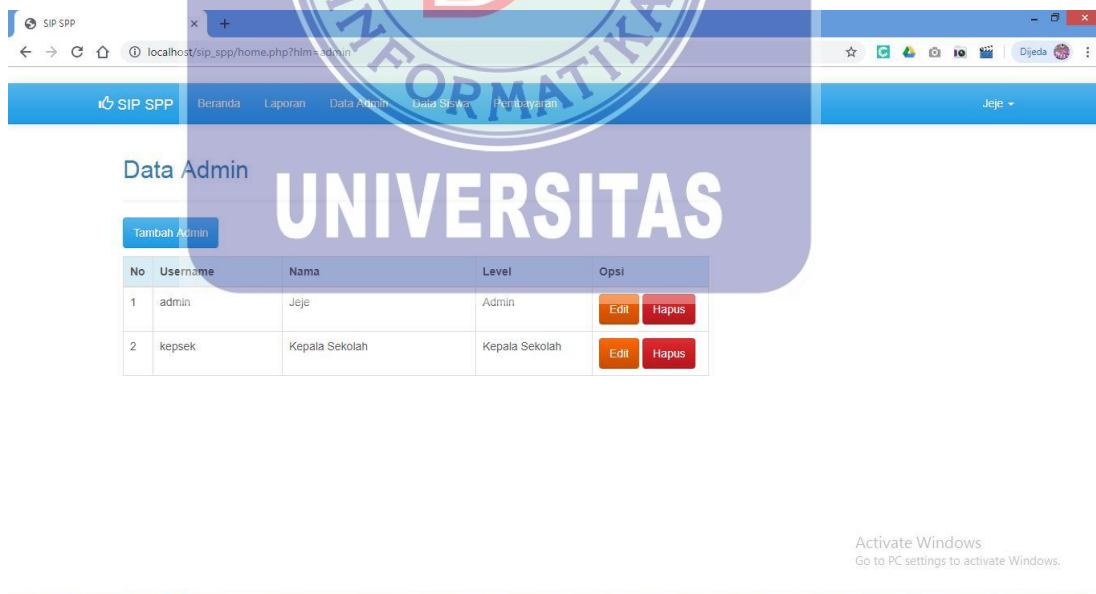 SIP SPP
localhost/sip_spp/home.php?hlm=admin
Dijeda
INFORMATIKA
SIP SPP Beranda Laporan Data Admin Data Siswa Pembayaran Jeje
Data Admin
UNIVERSITAS
Tambah Admin
No Username Nama Level Opsi
1 admin Jeje Admin Edit Hapus
2 kepsek Kepala Sekolah Kepala Sekolah Edit Hapus
Activate Windows
Go to PC settings to activate Windows.